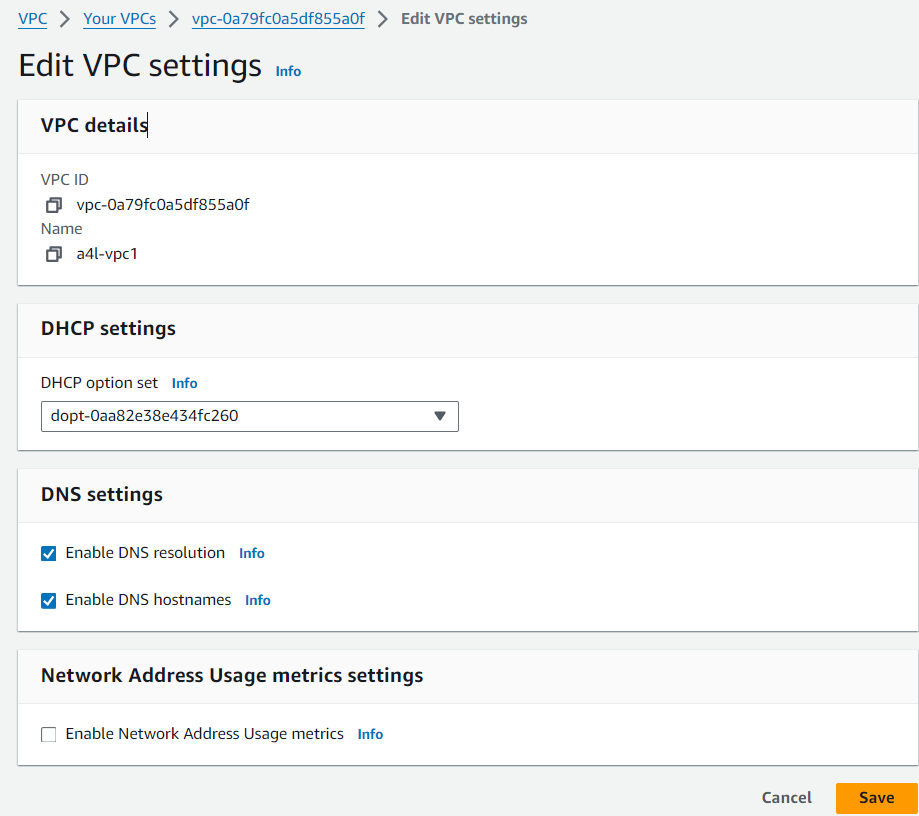 VPC > Your VPCs > vpc-0a79fc0a5df855a0f > Edit VPC settings
Edit VPC settings Info
VPC details
VPC ID
vpc-0a79fc0a5df855a0f
Name
a4l-vpc1
DHCP settings
DHCP option set Info
dopt-0aa82e38e434fc260
DNS settings
Enable DNS resolution Info
Enable DNS hostnames Info
Network Address Usage metrics settings
Enable Network Address Usage metrics Info
Cancel Save